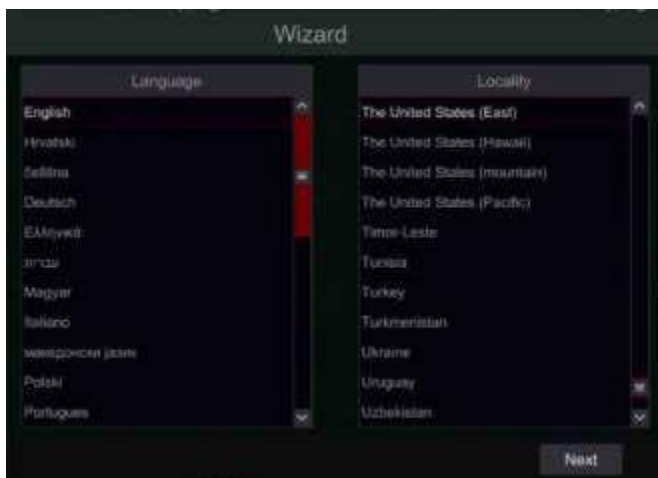 Wizard
Language
English
Hrvatski
čeština
Deutsch
Ελληνικά
עברית
Magyar
Italiano
македонски јазик
Polski
Portugues
Locality
The United States (East)
The United States (Hawaii)
The United States (mountain)
The United States (Pacific)
Timor-Leste
Tunisia
Turkey
Turkmenistan
Ukraine
Uruguay
Uzbekistan
Next